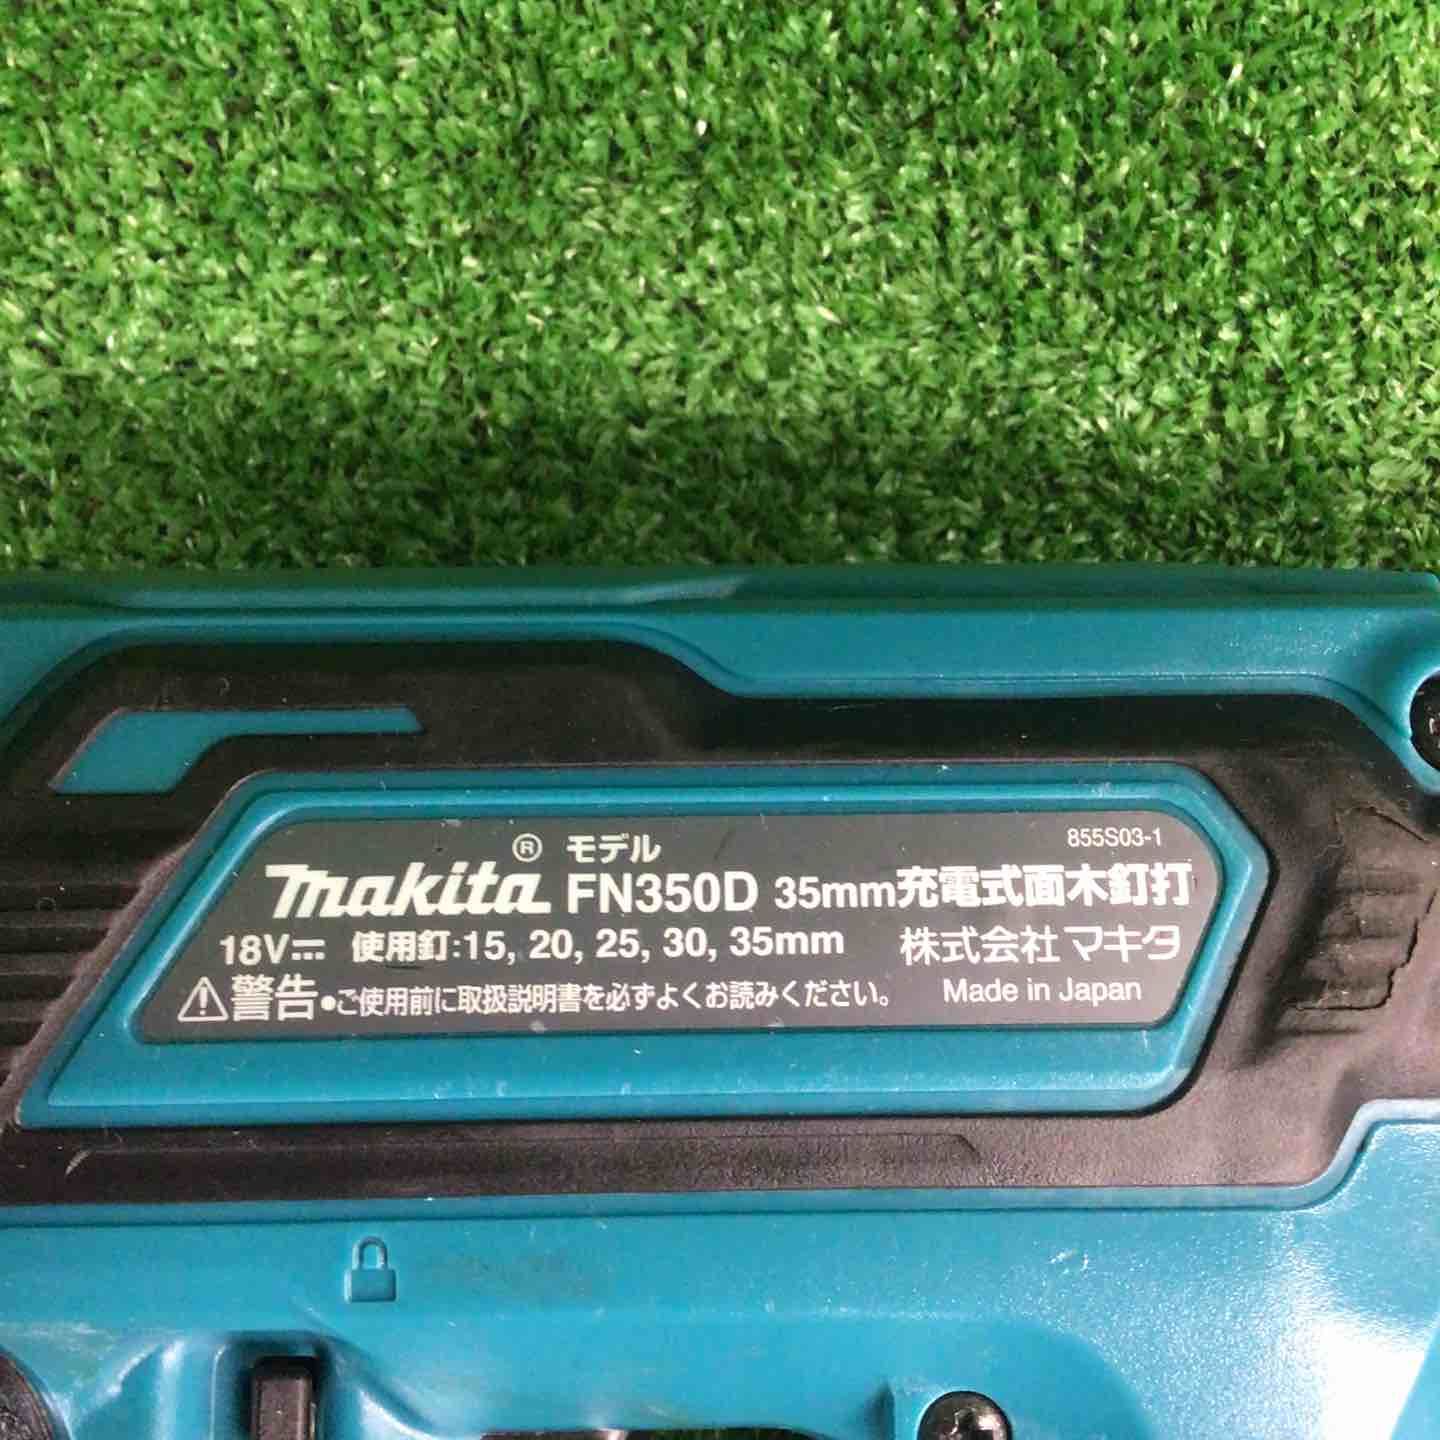 855S03-1
makita® モデル
FN350D 35mm充電式面木釘打
18V⎓ 使用釘:15, 20, 25, 30, 35mm 株式会社マキタ
⚠警告●ご使用前に取扱説明書を必ずよくお読みください。 Made in Japan